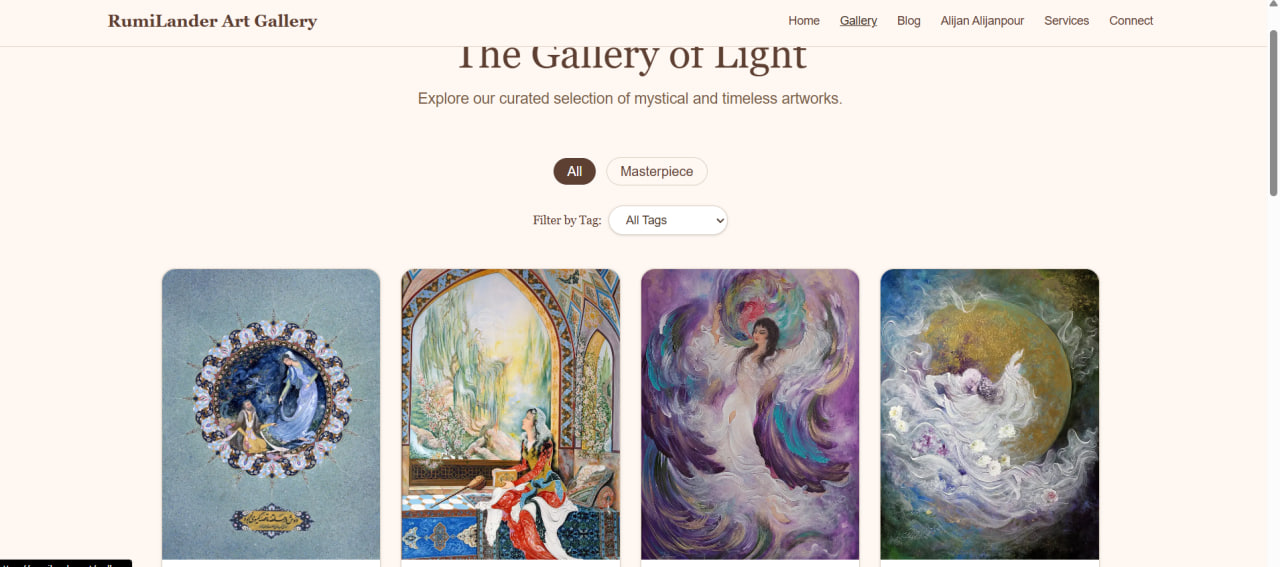 RumiLander Art Gallery
Home Gallery Blog Alijan Alijanpour Services Connect
The Gallery of Light
Explore our curated selection of mystical and timeless artworks.
All Masterpiece
Filter by Tag: All Tags